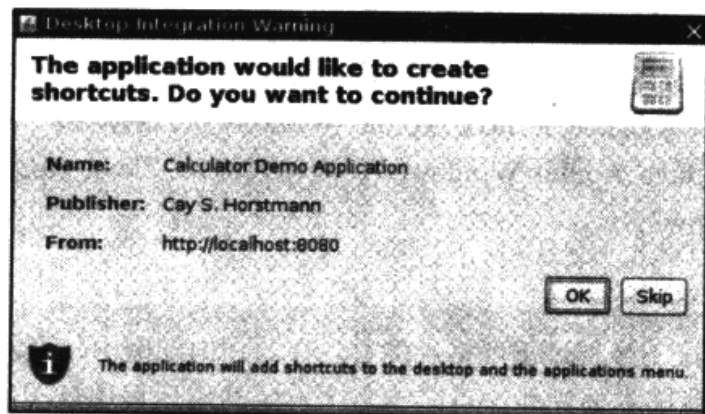 Desktop Integration Warning
The application would like to create
shortcuts. Do you want to continue?
Name: Calculator Demo Application
Publisher: Cay S. Horstmann
From: http://localhost:8080
OK Skip
The application will add shortcuts to the desktop and the applications menu.